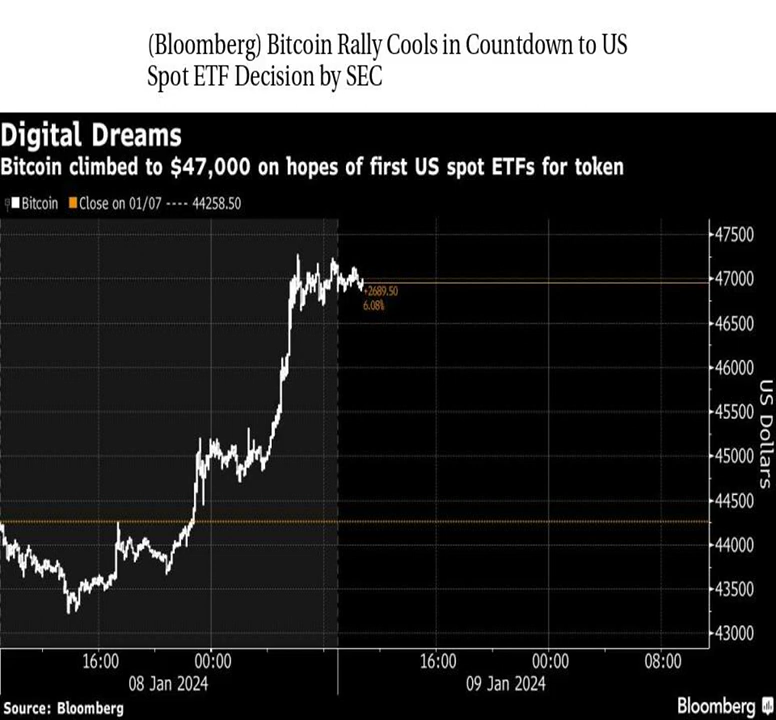 (Bloomberg) Bitcoin Rally Cools in Countdown to US
Spot ETF Decision by SEC
Digital Dreams
Bitcoin climbed to $47,000 on hopes of first US spot ETFs for token
Bitcoin Close on 01/07 ---- 44258.50
47500
47000
+2689.50
6.08%
46500
46000
45500
45000
44500
44000
43500
43000
US Dollars
16:00 00:00 16:00 00:00 08:00
08 Jan 2024 09 Jan 2024
Source: Bloomberg
Bloomberg